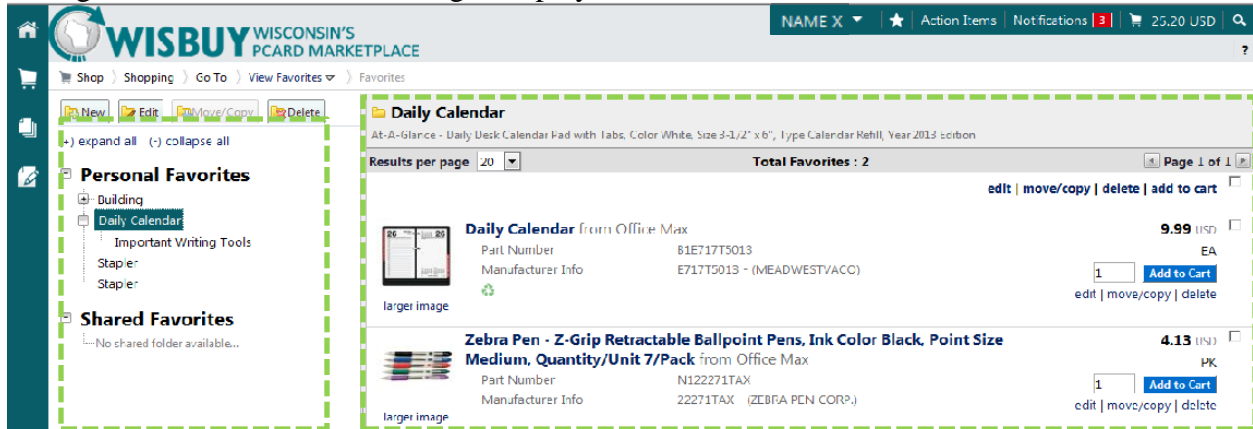 NAME X
Action Items
Notifications 3
25.20 USD
WISBUY WISCONSIN'S PCARD MARKETPLACE
?
Shop Shopping Go To View Favorites Favorites
New Edit Move/Copy Delete
(+) expand all (-) collapse all
Personal Favorites
Building
Daily Calendar
Important Writing Tools
Stapler
Stapler
Shared Favorites
No shared folder available...
Daily Calendar
At-A-Glance - Daily Desk Calendar Pad with Tabs, Color White, Size 3-1/2" x 6", Type Calendar Refill, Year 2013 Edition
Results per page 20 Total Favorites : 2 Page 1 of 1
edit | move/copy | delete | add to cart
Daily Calendar from Office Max 9.99 USD
Part Number B1E717T5013 EA
Manufacturer Info E717T5013 - (MEADWESTVACO) 1 Add to Cart
edit | move/copy | delete
larger image
Zebra Pen - Z-Grip Retractable Ballpoint Pens, Ink Color Black, Point Size 4.13 USD
Medium, Quantity/Unit 7/Pack from Office Max PK
Part Number N122271TAX 1 Add to Cart
Manufacturer Info 22271TAX (ZEBRA PEN CORP.)
edit | move/copy | delete
larger image